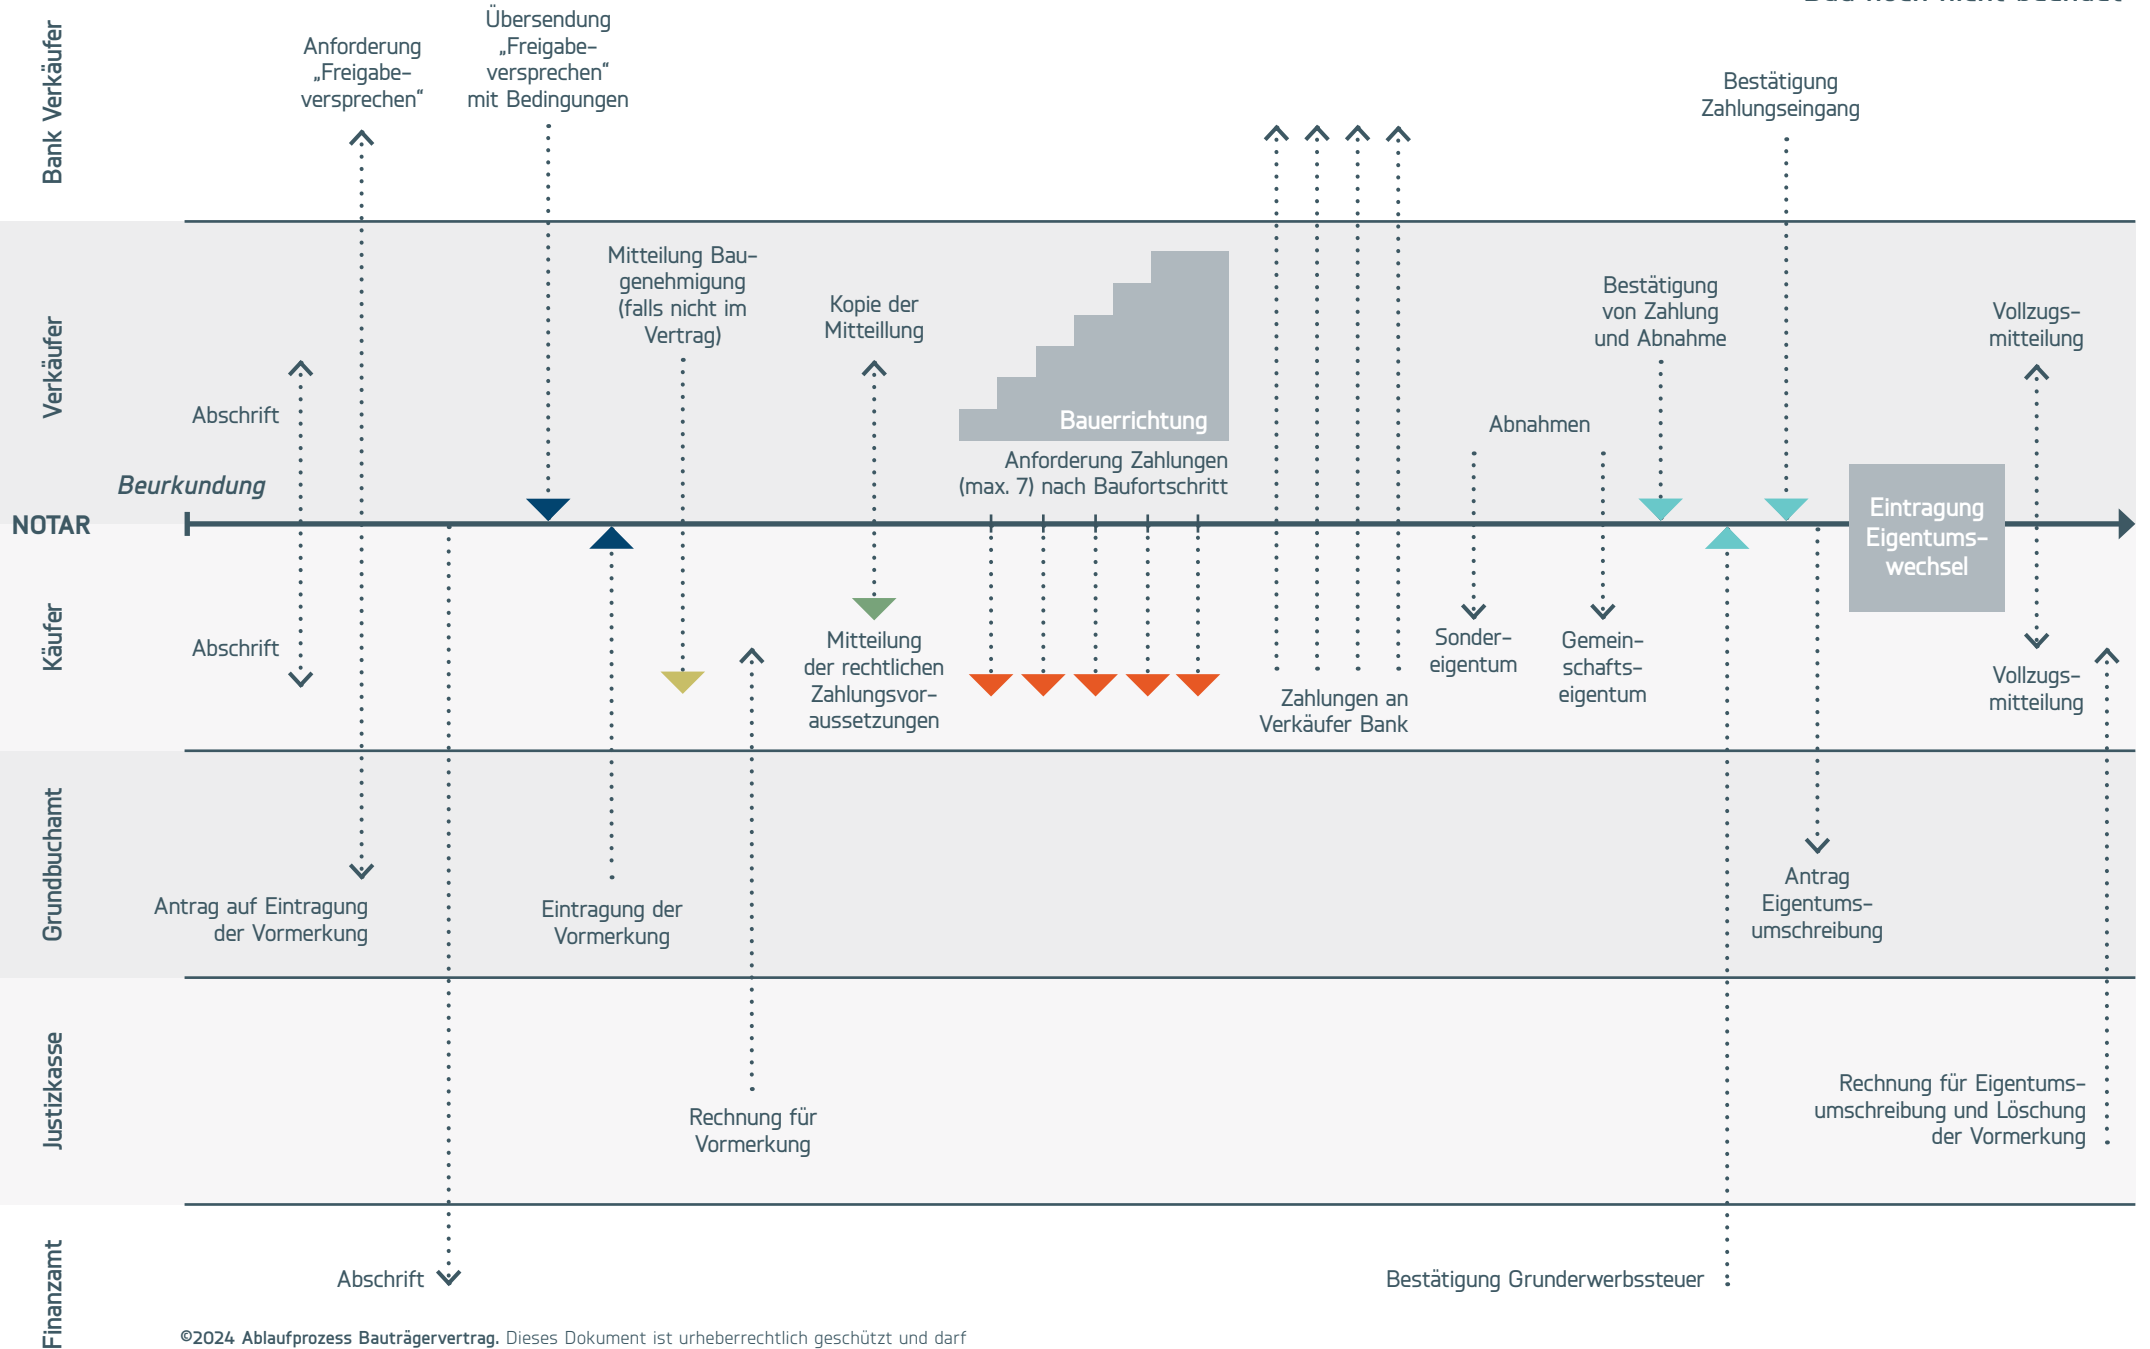 Bau noch nicht beendet
Bank Verkäufer
Anforderung
„Freigabe-
versprechen“
Übersendung
„Freigabe-
versprechen“
mit Bedingungen
Bestätigung
Zahlungseingang
Verkäufer
Abschrift
Mitteilung Bau-
genehmigung
(falls nicht im
Vertrag)
Kopie der
Mitteillung
Bauerrichtung
Anforderung Zahlungen
(max. 7) nach Baufortschritt
Abnahmen
Bestätigung
von Zahlung
und Abnahme
Vollzugs-
mitteilung
Beurkundung
NOTAR
Eintragung
Eigentums-
wechsel
Käufer
Abschrift
Mitteilung
der rechtlichen
Zahlungsvor-
aussetzungen
Zahlungen an
Verkäufer Bank
Sonder-
eigentum
Gemein-
schafts-
eigentum
Vollzugs-
mitteilung
Grundbuchamt
Antrag auf Eintragung
der Vormerkung
Eintragung der
Vormerkung
Antrag
Eigentums-
umschreibung
Justizkasse
Rechnung für
Vormerkung
Rechnung für Eigentums-
umschreibung und Löschung
der Vormerkung
Finanzamt
Abschrift
Bestätigung Grunderwerbssteuer
©2024 Ablaufprozess Bauträgervertrag. Dieses Dokument ist urheberrechtlich geschützt und darf